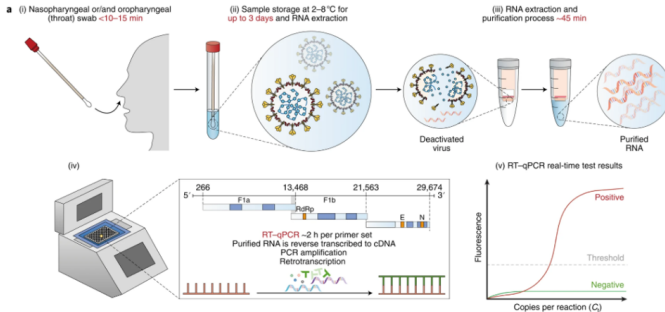 a (i) Nasopharyngeal or/and oropharyngeal
(throat) swab <10–15 min
(ii) Sample storage at 2–8°C for
up to 3 days and RNA extraction
(iii) RNA extraction and
purification process ~45 min
Deactivated
virus
Purified
RNA
(iv)
266
13,468
21,563
29,674
5′
F1a
F1b
3′
RdRp
E
N
RT–qPCR ~2 h per primer set
Purified RNA is reverse transcribed to cDNA
PCR amplification
Retrotranscription
(v) RT–qPCR real-time test results
Positive
Threshold
Negative
Fluorescence
Copies per reaction (Ct)